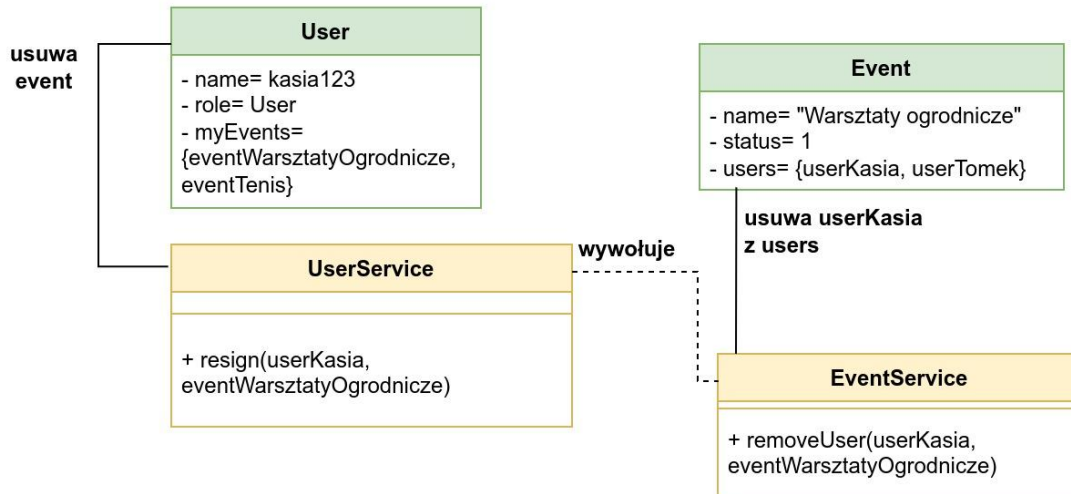 usuwa
event
User
- name= kasia123
- role= User
- myEvents=
{eventWarsztatyOgrodnicze,
eventTenis}
Event
- name= "Warsztaty ogrodnicze"
- status= 1
- users= {userKasia, userTomek}
usuwa userKasia
z users
wywołuje
UserService
+ resign(userKasia,
eventWarsztatyOgrodnicze)
EventService
+ removeUser(userKasia,
eventWarsztatyOgrodnicze)